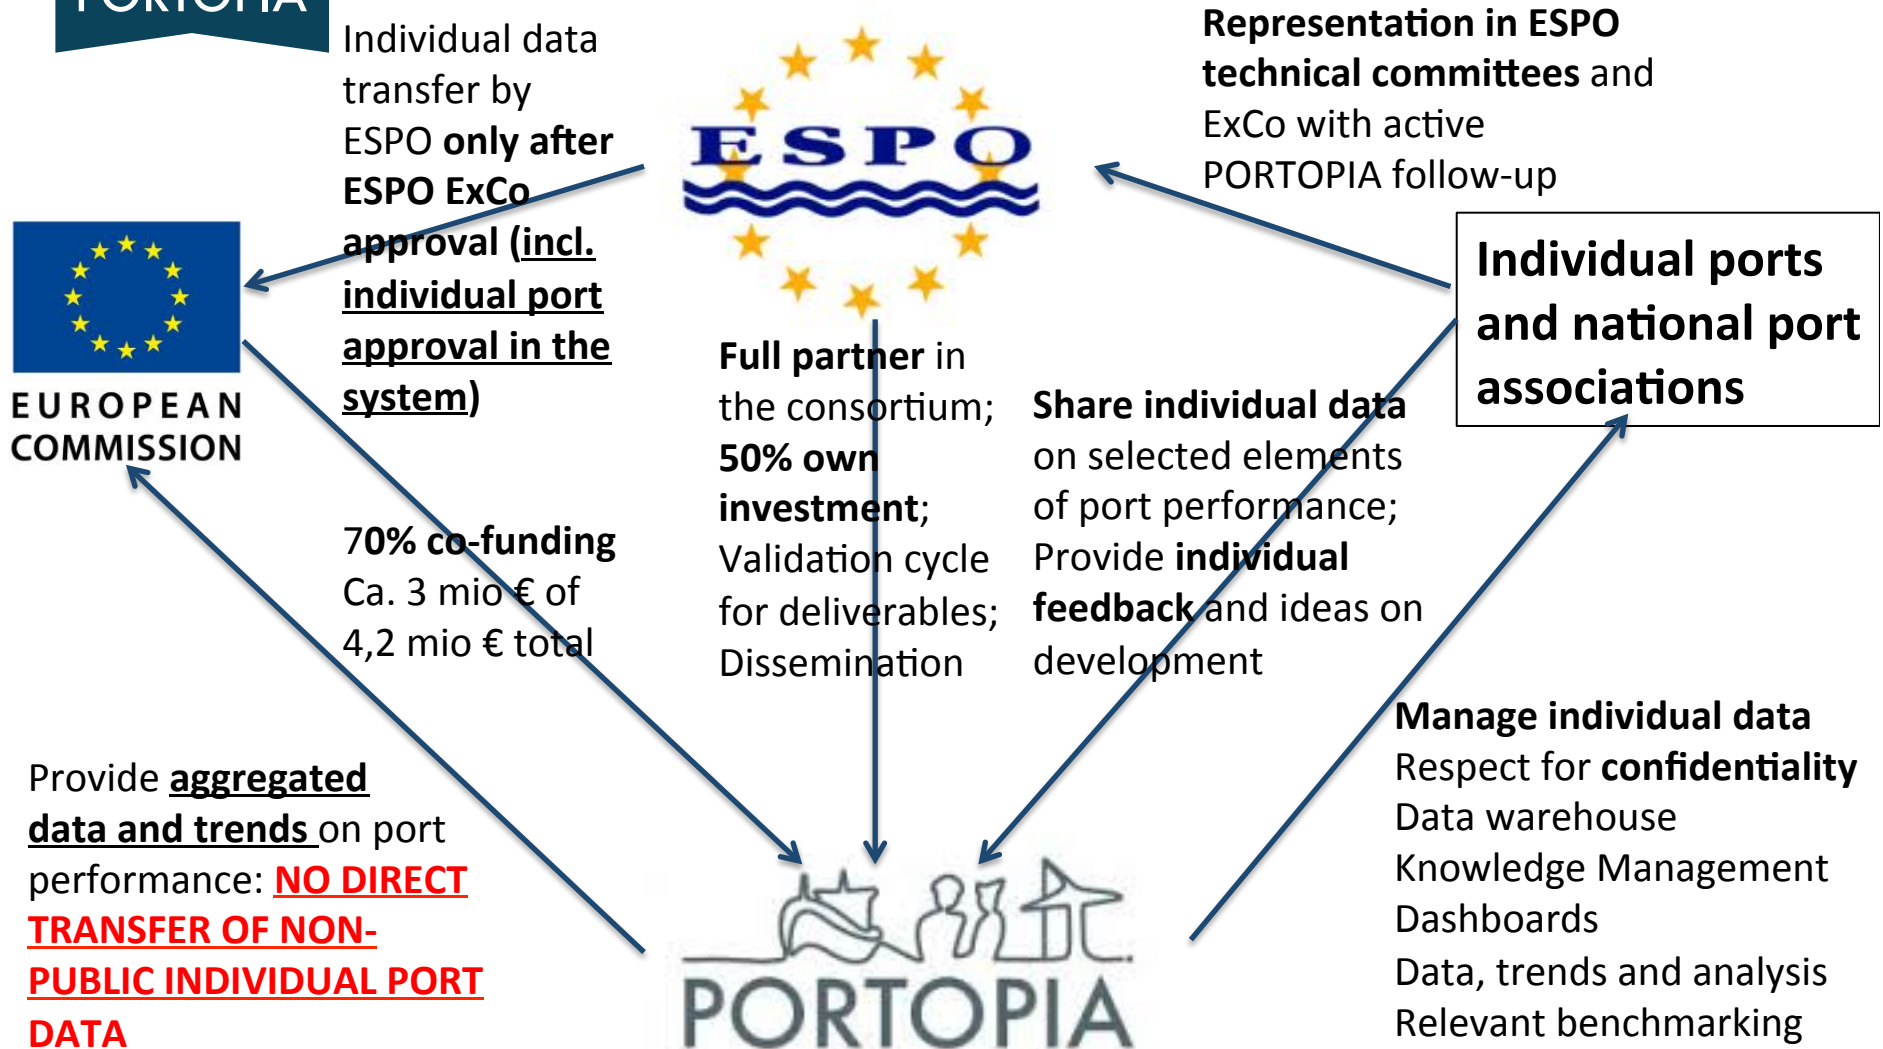 PORTOPIA
Individual data
transfer by
ESPO only after
ESPO ExCo
approval (incl.
individual port
approval in the
system)
ESPO
Representation in ESPO
technical committees and
ExCo with active
PORTOPIA follow-up
EUROPEAN
COMMISSION
Individual ports
and national port
associations
70% co-funding
Ca. 3 mio € of
4,2 mio € total
Full partner in
the consortium;
50% own
investment;
Validation cycle
for deliverables;
Dissemination
Share individual data
on selected elements
of port performance;
Provide individual
feedback and ideas on
development
Provide aggregated
data and trends on port
performance: NO DIRECT
TRANSFER OF NON-
PUBLIC INDIVIDUAL PORT
DATA
PORTOPIA
Manage individual data
Respect for confidentiality
Data warehouse
Knowledge Management
Dashboards
Data, trends and analysis
Relevant benchmarking